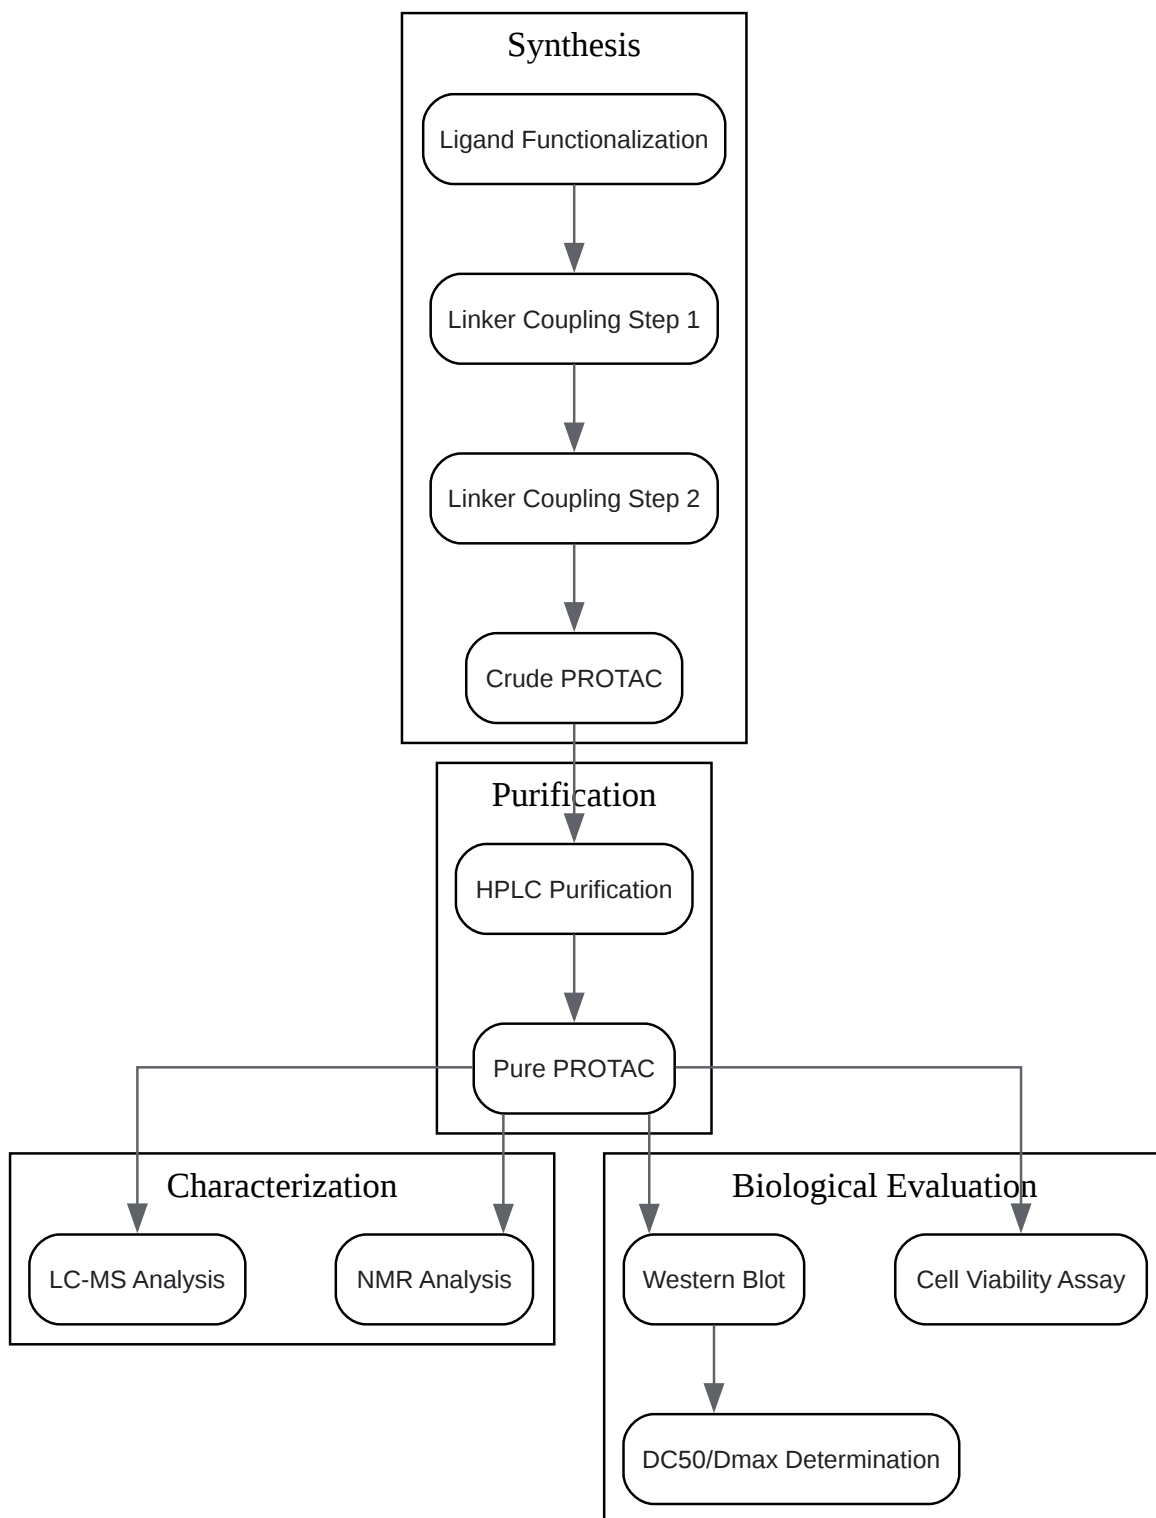 Synthesis
Ligand Functionalization
Linker Coupling Step 1
Linker Coupling Step 2
Crude PROTAC
Purification
HPLC Purification
Pure PROTAC
Characterization
LC-MS Analysis
NMR Analysis
Biological Evaluation
Western Blot
Cell Viability Assay
DC50/Dmax Determination